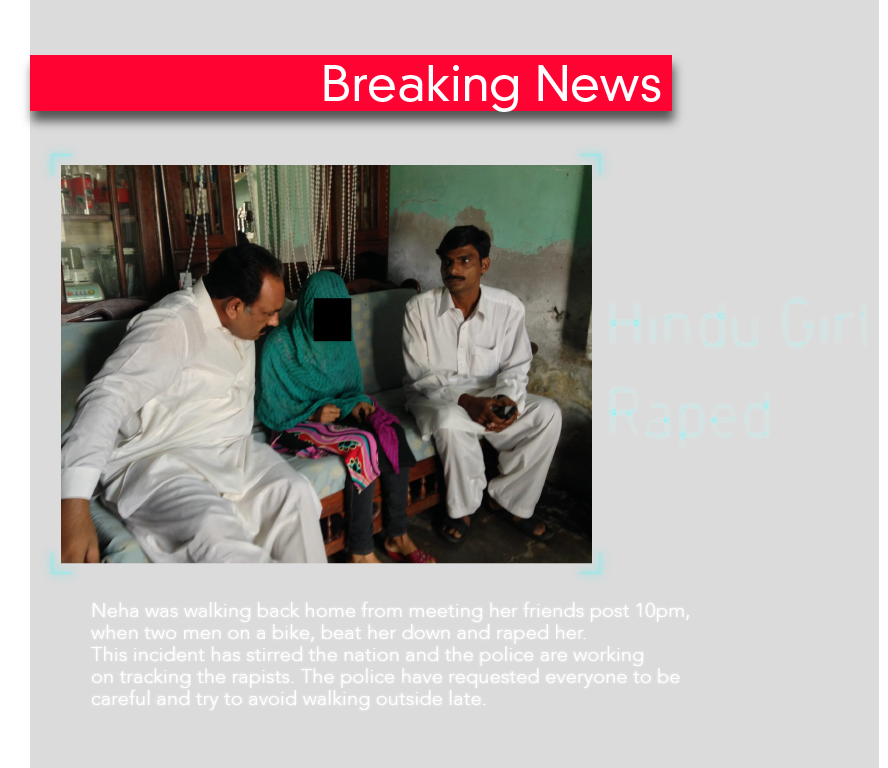 Breaking News
Hindu Girl
Raped
Neha was walking back home from meeting her friends post 10pm,
when two men on a bike, beat her down and raped her.
This incident has stirred the nation and the police are working
on tracking the rapists. The police have requested everyone to be
careful and try to avoid walking outside late.